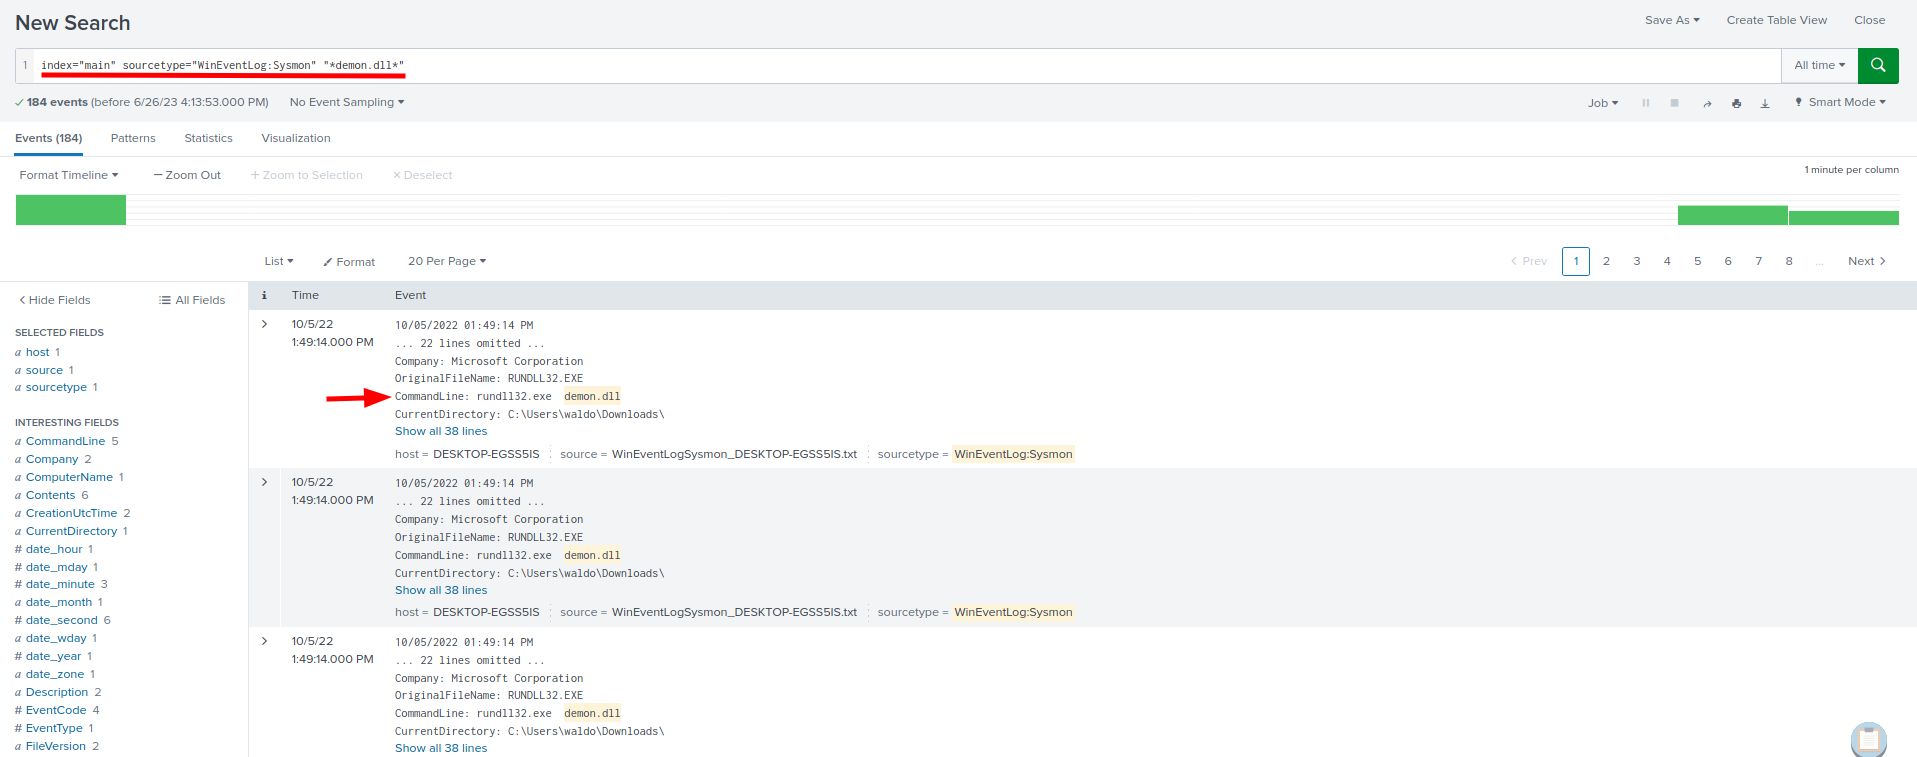 New Search
Save As Create Table View Close
1 index="main" sourcetype="WinEventLog:Sysmon" "*demon.dll*"
All time
184 events (before 6/26/23 4:13:53.000 PM) No Event Sampling
Job Smart Mode
Events (184) Patterns Statistics Visualization
Format Timeline — Zoom Out + Zoom to Selection × Deselect
1 minute per column
List Format 20 Per Page
< Prev 1 2 3 4 5 6 7 8 ... Next >
< Hide Fields All Fields
SELECTED FIELDS
a host 1
a source 1
a sourcetype 1
INTERESTING FIELDS
a CommandLine 5
a Company 2
a ComputerName 1
a Contents 6
a CreationUtcTime 2
a CurrentDirectory 1
# date_hour 1
# date_mday 1
# date_minute 3
a date_month 1
# date_second 6
a date_wday 1
# date_year 1
a date_zone 1
a Description 2
# EventCode 4
# EventType 1
a FileVersion 2
i Time Event
> 10/5/22
1:49:14.000 PM
10/05/2022 01:49:14 PM
... 22 lines omitted ...
Company: Microsoft Corporation
OriginalFileName: RUNDLL32.EXE
CommandLine: rundll32.exe  demon.dll
CurrentDirectory: C:\Users\waldo\Downloads\
Show all 38 lines
host = DESKTOP-EGSS5IS source = WinEventLogSysmon_DESKTOP-EGSS5IS.txt sourcetype = WinEventLog:Sysmon
> 10/5/22
1:49:14.000 PM
10/05/2022 01:49:14 PM
... 22 lines omitted ...
Company: Microsoft Corporation
OriginalFileName: RUNDLL32.EXE
CommandLine: rundll32.exe  demon.dll
CurrentDirectory: C:\Users\waldo\Downloads\
Show all 38 lines
host = DESKTOP-EGSS5IS source = WinEventLogSysmon_DESKTOP-EGSS5IS.txt sourcetype = WinEventLog:Sysmon
> 10/5/22
1:49:14.000 PM
10/05/2022 01:49:14 PM
... 22 lines omitted ...
Company: Microsoft Corporation
OriginalFileName: RUNDLL32.EXE
CommandLine: rundll32.exe  demon.dll
CurrentDirectory: C:\Users\waldo\Downloads\
Show all 38 lines